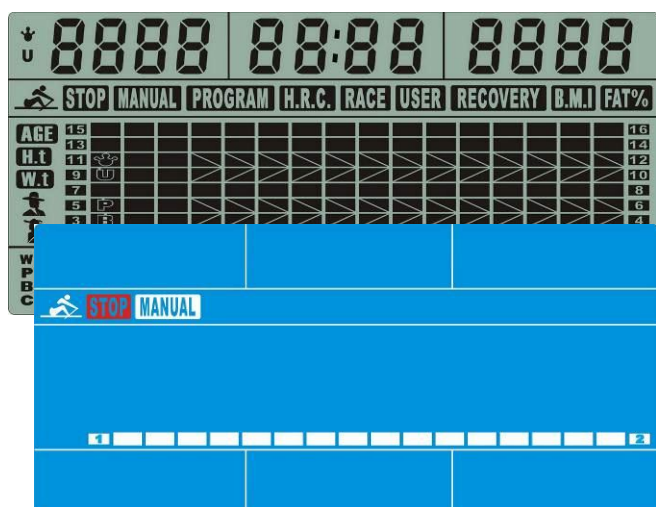 U 8888 88:88 8888
STOP MANUAL PROGRAM H.R.C. RACE USER RECOVERY B.M.I FAT%
AGE 15 16
13 14
H.t 11 12
W.t 9 U 10
7 8
5 P 6
3 B 4
W
P
B
C
STOP MANUAL
1 2